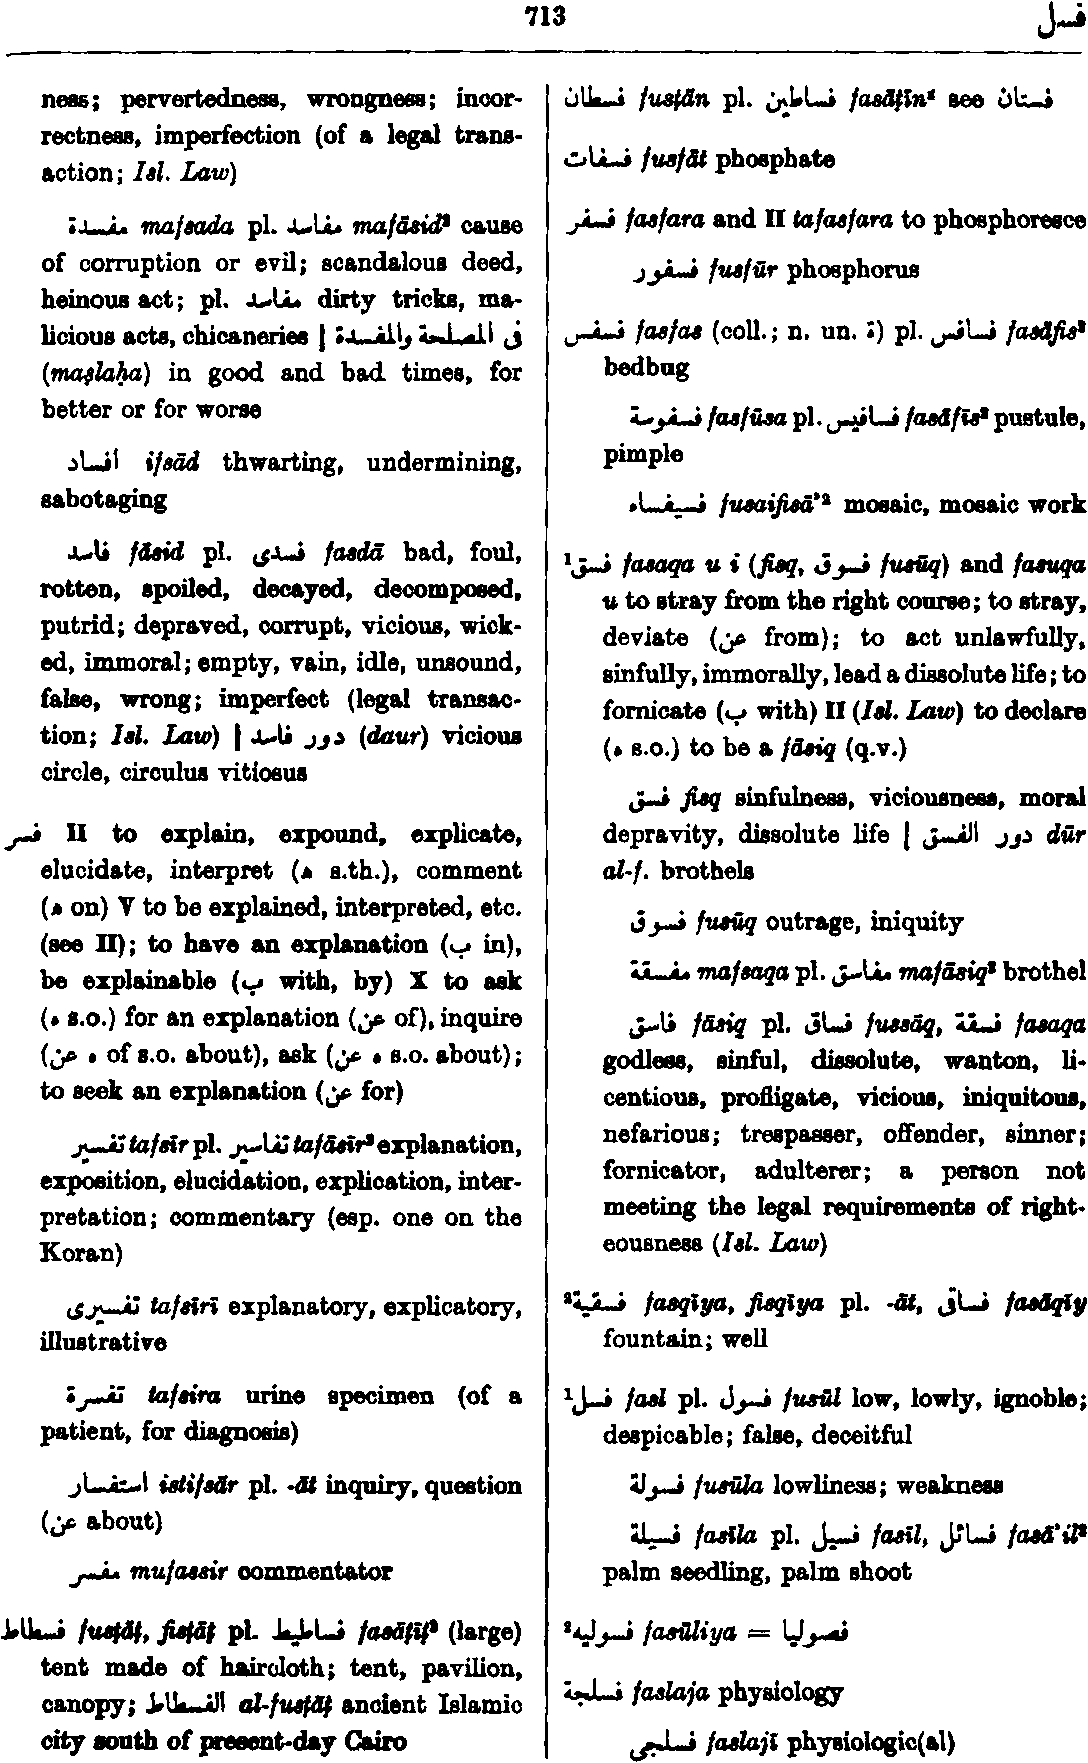 713
فسل
ness; pervertedness, wrongness; incor-
rectness, imperfection (of a legal trans-
action; Isl. Law)
مفسدة mafsada pl. مفاسد mafāsid² cause
of corruption or evil; scandalous deed,
heinous act; pl. مفاسد dirty tricks, ma-
licious acts, chicaneries | فى المصلحة والمفسدة
(maṣlaḥa) in good and bad times, for
better or for worse
افساد ifsād thwarting, undermining,
sabotaging
فاسد fāsid pl. فسدى fasdā bad, foul,
rotten, spoiled, decayed, decomposed,
putrid; depraved, corrupt, vicious, wick-
ed, immoral; empty, vain, idle, unsound,
false, wrong; imperfect (legal transac-
tion; Isl. Law) | دور فاسد (daur) vicious
circle, circulus vitiosus
فسر II to explain, expound, explicate,
elucidate, interpret (ه s.th.), comment
(ه on) V to be explained, interpreted, etc.
(see II); to have an explanation (ب in),
be explainable (ب with, by) X to ask
(ه s.o.) for an explanation (عن of), inquire
(عن ه of s.o. about), ask (عن ه s.o. about);
to seek an explanation (عن for)
تفسير tafsīr pl. تفاسير tafāsīr² explanation,
exposition, elucidation, explication, inter-
pretation; commentary (esp. one on the
Koran)
تفسيرى tafsīrī explanatory, explicatory,
illustrative
تفسرة tafsira urine specimen (of a
patient, for diagnosis)
استفسار istifsār pl. -āt inquiry, question
(عن about)
مفسر mufassir commentator
فسطاط fusṭāṭ, fisṭāṭ pl. فساطيط fasāṭīṭ² (large)
tent made of haircloth; tent, pavilion,
canopy; الفسطاط al-fusṭāṭ ancient Islamic
city south of present-day Cairo
فسطان fusṭān pl. فساطين fasāṭīn² see فستان
فسفات fusfāt phosphate
فسفر fasfara and II tafasfara to phosphoresce
فسفور fusfūr phosphorus
فسفس fasfas (coll.; n. un. ة) pl. فسافس fasāfis²
bedbug
فسفوسة fasfūsa pl. فسافيس fasāfīs² pustule,
pimple
فسيفساء fusaifisā'² mosaic, mosaic work
¹فسق fasaqa u i (fisq, فسوق fusūq) and fasuqa
u to stray from the right course; to stray,
deviate (عن from); to act unlawfully,
sinfully, immorally, lead a dissolute life; to
fornicate (ب with) II (Isl. Law) to declare
(ه s.o.) to be a fāsiq (q.v.)
فسق fisq sinfulness, viciousness, moral
depravity, dissolute life | دور الفسق dūr
al-f. brothels
فسوق fusūq outrage, iniquity
مفسقة mafsaqa pl. مفاسق mafāsiq² brothel
فاسق fāsiq pl. فساق fussāq, فسقة fasaqa
godless, sinful, dissolute, wanton, li-
centious, profligate, vicious, iniquitous,
nefarious; trespasser, offender, sinner;
fornicator, adulterer; a person not
meeting the legal requirements of right-
eousness (Isl. Law)
²فسقية fasqīya, fisqīya pl. -āt, فساقى fasāqīy
fountain; well
¹فسل fasl pl. فسول fusūl low, lowly, ignoble;
despicable; false, deceitful
فسولة fusūla lowliness; weakness
فسيلة fasīla pl. فسيل fasīl, فسائل fasā'il²
palm seedling, palm shoot
²فسوليه fasūliya = فصوليا
فسلجة faslaja physiology
فسلجى faslajī physiologic(al)